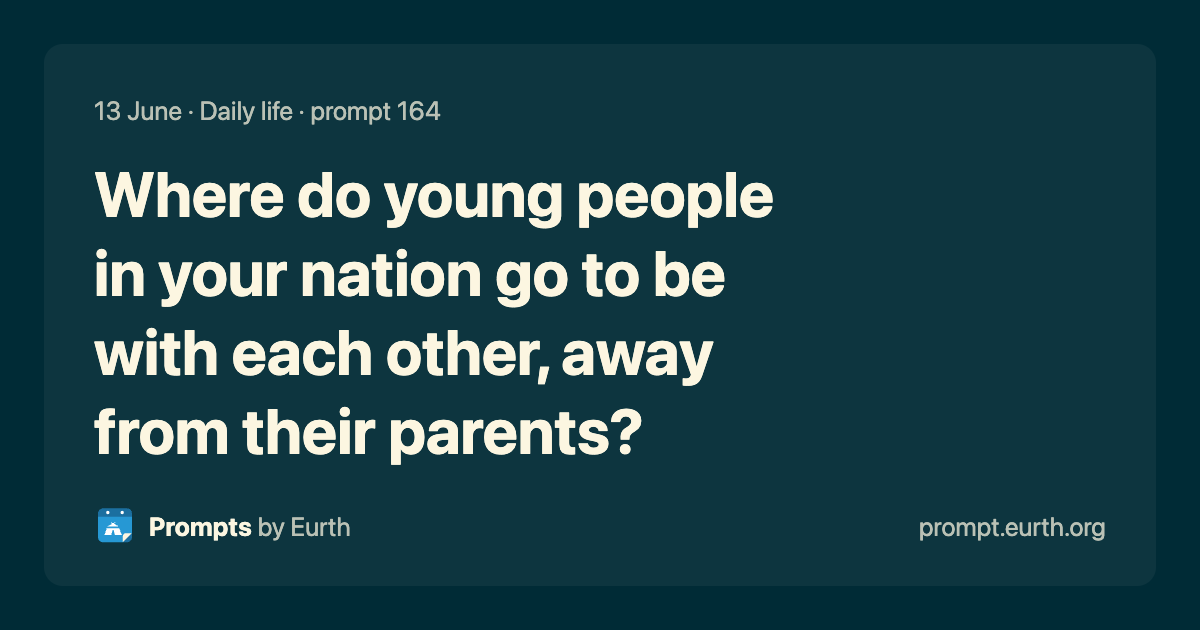 13 June · Daily life · prompt 164
Where do young people
in your nation go to be
with each other, away
from their parents?
Prompts by Eurth
prompt.eurth.org